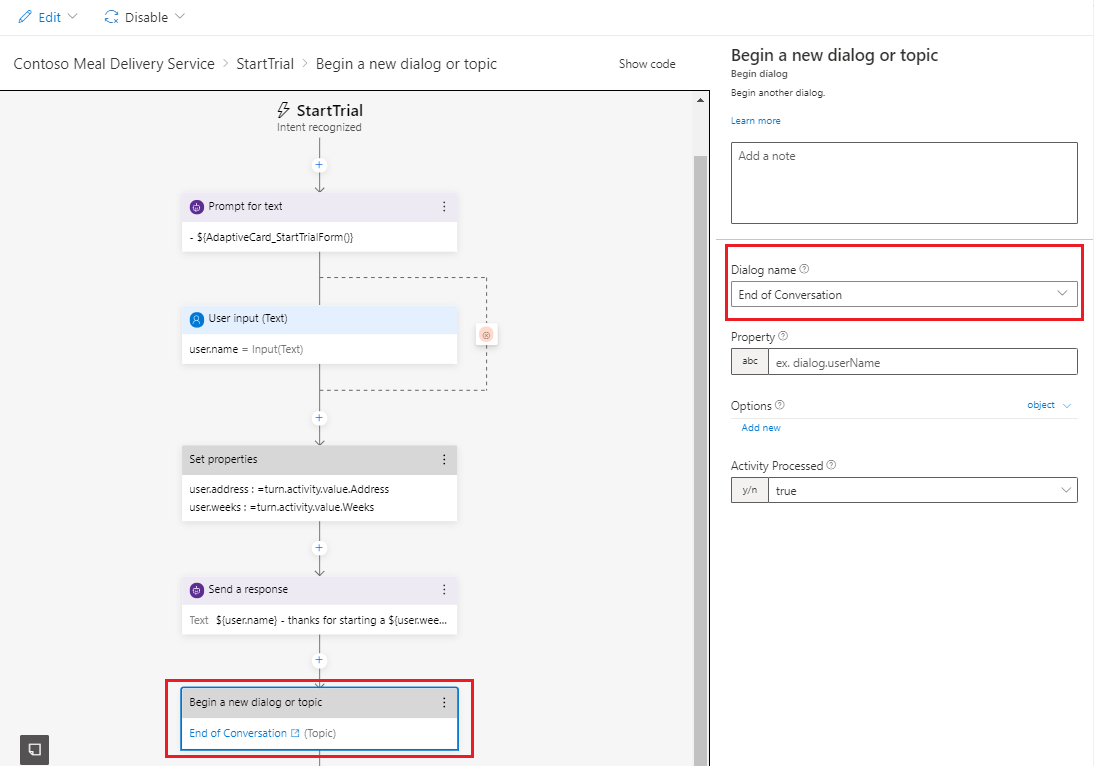 Edit
Disable
Contoso Meal Delivery Service > StartTrial > Begin a new dialog or topic
Show code
StartTrial
Intent recognized
+
Prompt for text
- ${AdaptiveCard_StartTrialForm()}
User input (Text)
user.name = Input(Text)
+
Set properties
user.address : =turn.activity.value.Address
user.weeks : =turn.activity.value.Weeks
+
Send a response
Text ${user.name} - thanks for starting a ${user.wee...
+
Begin a new dialog or topic
End of Conversation (Topic)
Begin a new dialog or topic
Begin dialog
Begin another dialog.
Learn more
Add a note
Dialog name ?
End of Conversation
Property ?
abc ex. dialog.userName
Options ? object
Add new
Activity Processed ?
y/n true